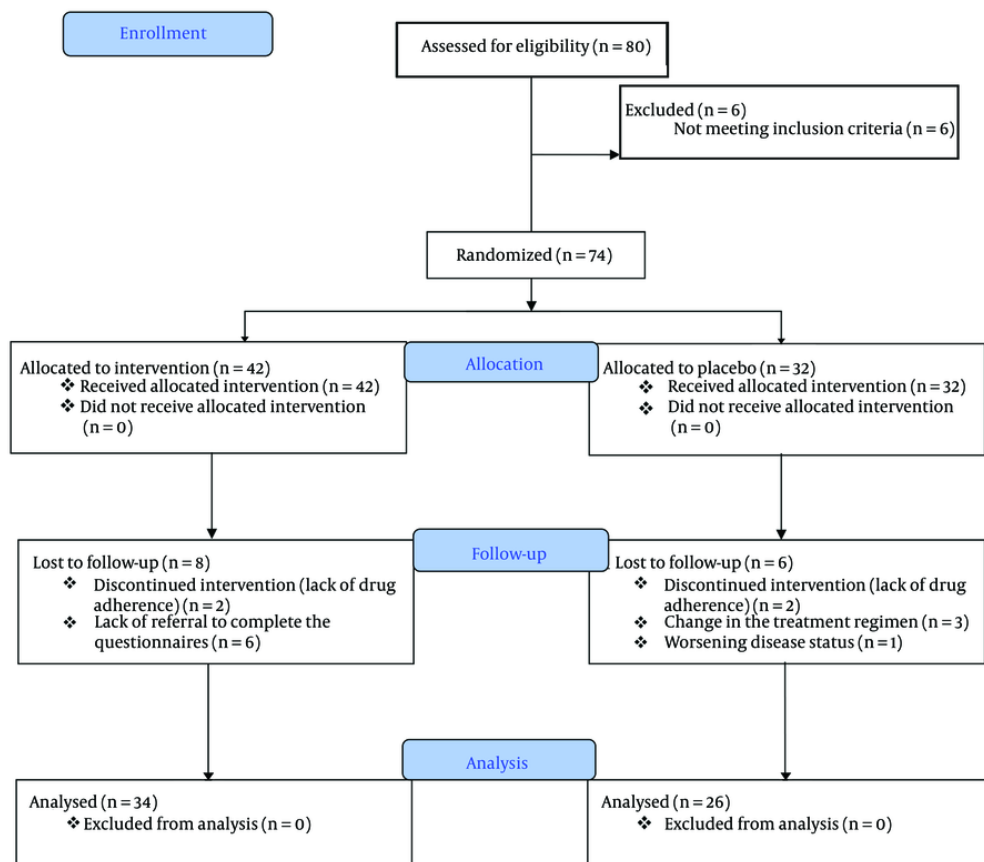 Enrollment
Assessed for eligibility (n = 80)
Excluded (n = 6)
Not meeting inclusion criteria (n = 6)
Randomized (n = 74)
Allocation
Allocated to intervention (n = 42)
❖ Received allocated intervention (n = 42)
❖ Did not receive allocated intervention
(n = 0)
Allocated to placebo (n = 32)
❖ Received allocated intervention (n = 32)
❖ Did not receive allocated intervention
(n = 0)
Follow-up
Lost to follow-up (n = 8)
❖ Discontinued intervention (lack of drug
adherence) (n = 2)
❖ Lack of referral to complete the
questionnaires (n = 6)
Lost to follow-up (n = 6)
❖ Discontinued intervention (lack of drug
adherence) (n = 2)
❖ Change in the treatment regimen (n = 3)
❖ Worsening disease status (n = 1)
Analysis
Analysed (n = 34)
❖ Excluded from analysis (n = 0)
Analysed (n = 26)
❖ Excluded from analysis (n = 0)